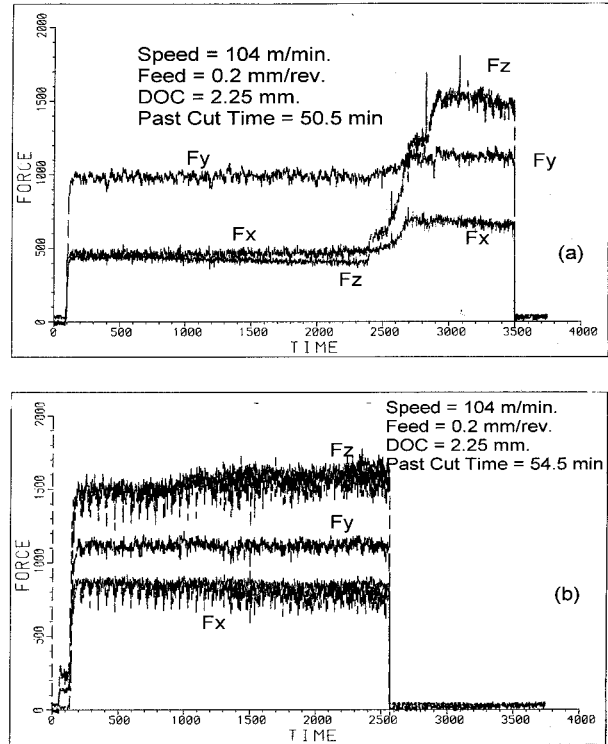 2000
Speed = 104 m/min.
Feed = 0.2 mm/rev.
DOC = 2.25 mm.
Past Cut Time = 50.5 min
Fz
1500
Fy
Fy
1000
FORCE
Fx
Fx
500
Fz
(a)
0
0 500 1000 1500 2000 2500 3000 3500 4000
TIME
2000
Speed = 104 m/min.
Feed = 0.2 mm/rev.
DOC = 2.25 mm.
Past Cut Time = 54.5 min
Fz
1500
Fy
1000
FORCE
(b)
Fx
500
0
0 500 1000 1500 2000 2500 3000 3500 4000
TIME